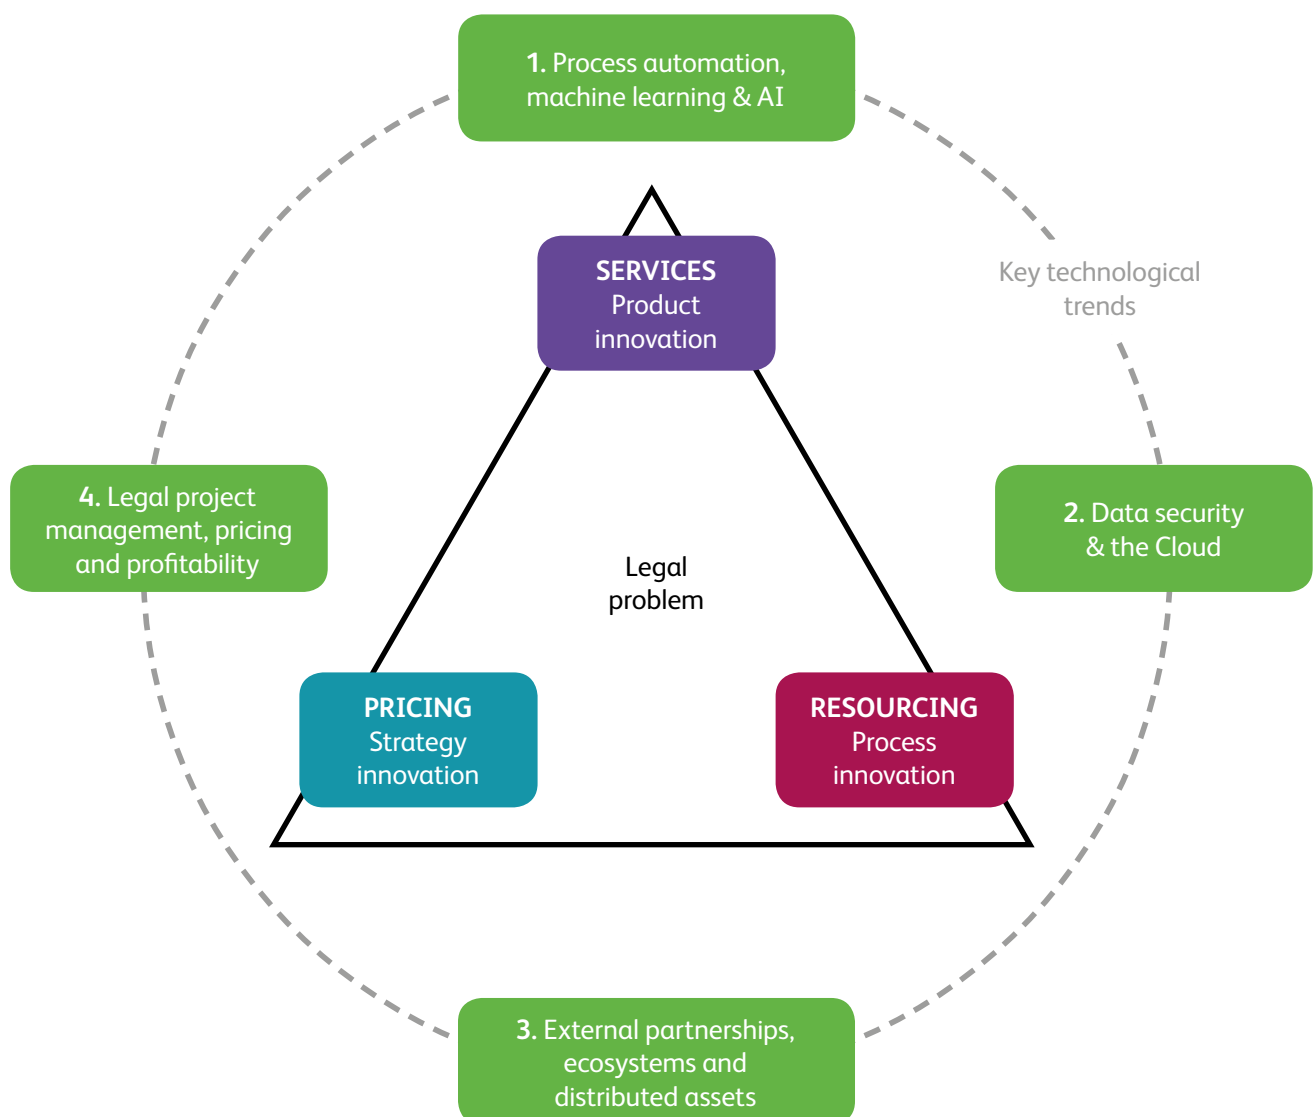 1. Process automation,
machine learning & AI
SERVICES
Product
innovation
Key technological
trends
4. Legal project
management, pricing
and profitability
2. Data security
& the Cloud
Legal
problem
PRICING
Strategy
innovation
RESOURCING
Process
innovation
3. External partnerships,
ecosystems and
distributed assets